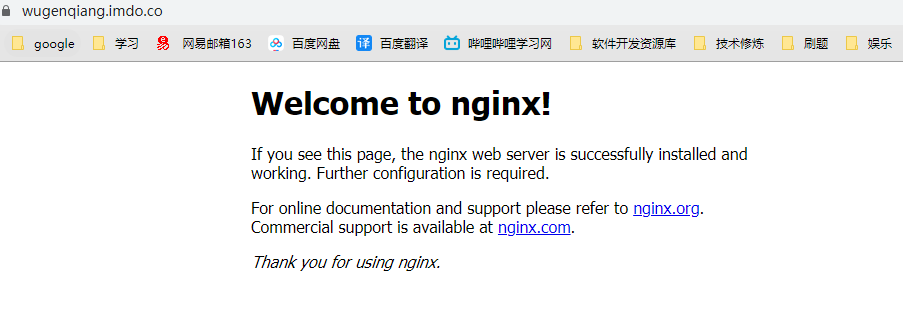 wugenqiang.imdo.co
google 学习 易 网易邮箱163 百度网盘 译 百度翻译 哔哩哔哩学习网 软件开发资源库 技术修炼 刷题 娱乐
Welcome to nginx!
If you see this page, the nginx web server is successfully installed and
working. Further configuration is required.
For online documentation and support please refer to nginx.org.
Commercial support is available at nginx.com.
Thank you for using nginx.